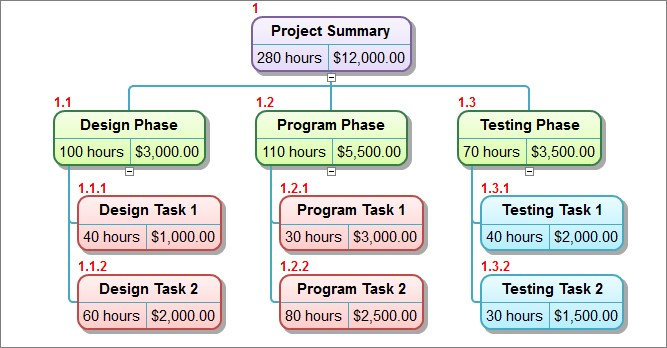 1
Project Summary
280 hours $12,000.00
1.1
Design Phase
100 hours $3,000.00
1.2
Program Phase
110 hours $5,500.00
1.3
Testing Phase
70 hours $3,500.00
1.1.1
Design Task 1
40 hours $1,000.00
1.1.2
Design Task 2
60 hours $2,000.00
1.2.1
Program Task 1
30 hours $3,000.00
1.2.2
Program Task 2
80 hours $2,500.00
1.3.1
Testing Task 1
40 hours $2,000.00
1.3.2
Testing Task 2
30 hours $1,500.00